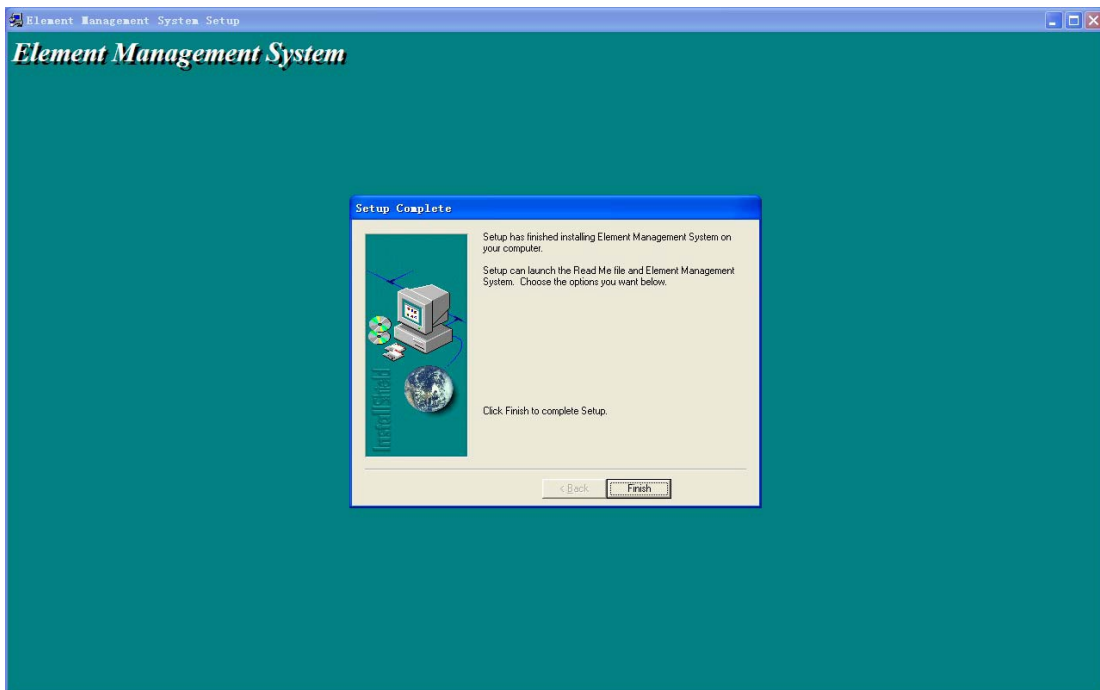 Element Management System Setup
Element Management System
Setup Complete
Setup has finished installing Element Management System on
your computer.
Setup can launch the Read Me file and Element Management
System. Choose the options you want below.
InstallShield
Click Finish to complete Setup.
< Back
Finish